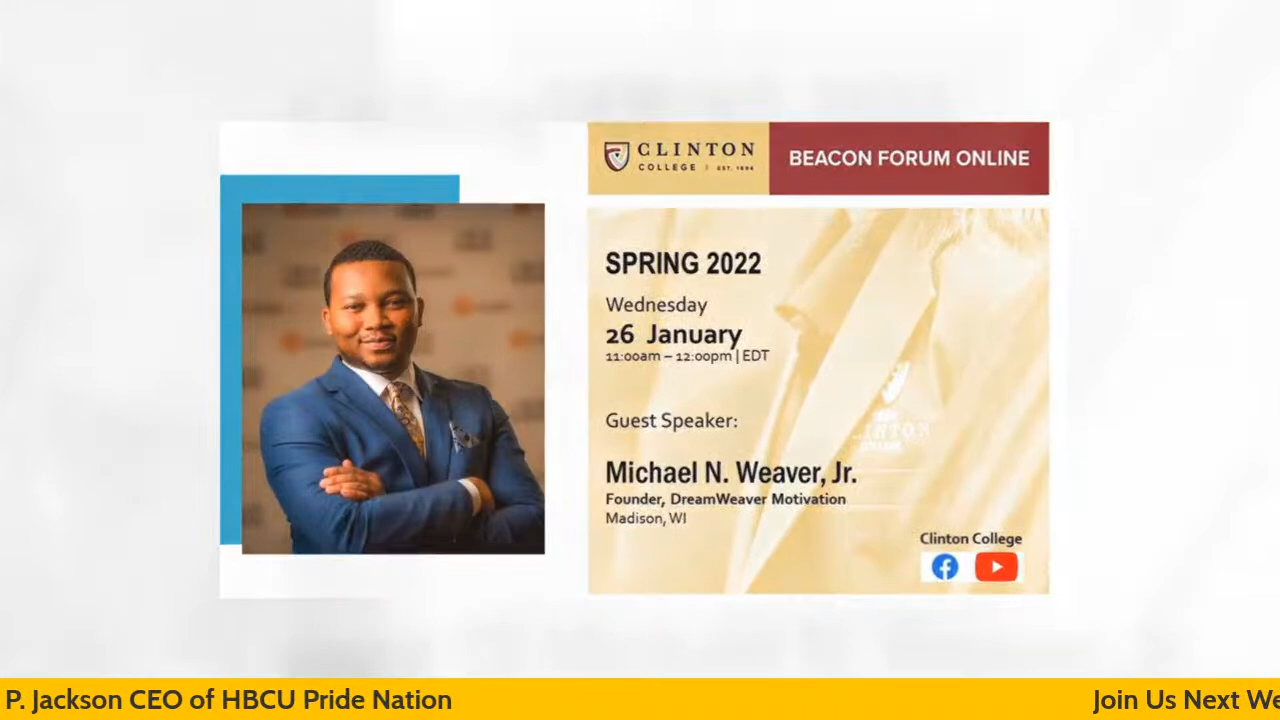 CLINTON
COLLEGE | EST. 1894
BEACON FORUM ONLINE
SPRING 2022
Wednesday
26 January
11:00am – 12:00pm | EDT
Guest Speaker:
Michael N. Weaver, Jr.
Founder, DreamWeaver Motivation
Madison, WI
Clinton College
P. Jackson CEO of HBCU Pride Nation
Join Us Next We